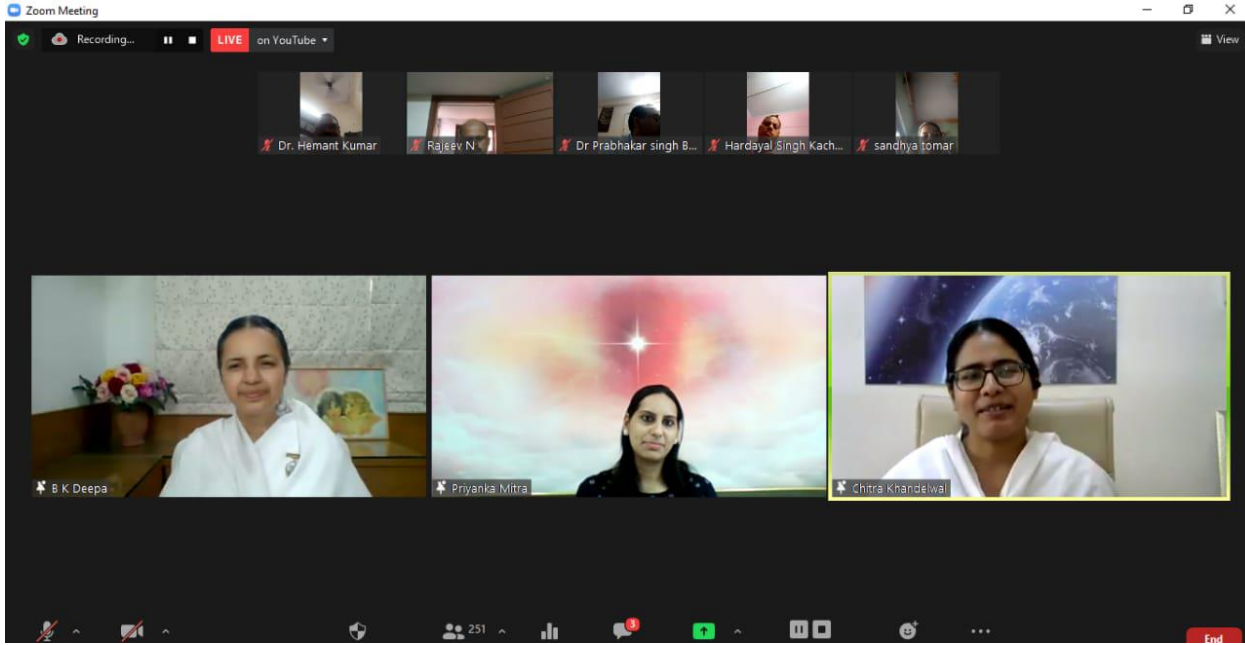 Zoom Meeting
Recording... LIVE on YouTube View
Dr. Hemant Kumar Rajeev N Dr Prabhakar singh B... Hardayal Singh Kach... sandhya tomar
B K Deepa Priyanka Mitra Chitra Khandelwal
251 3 End